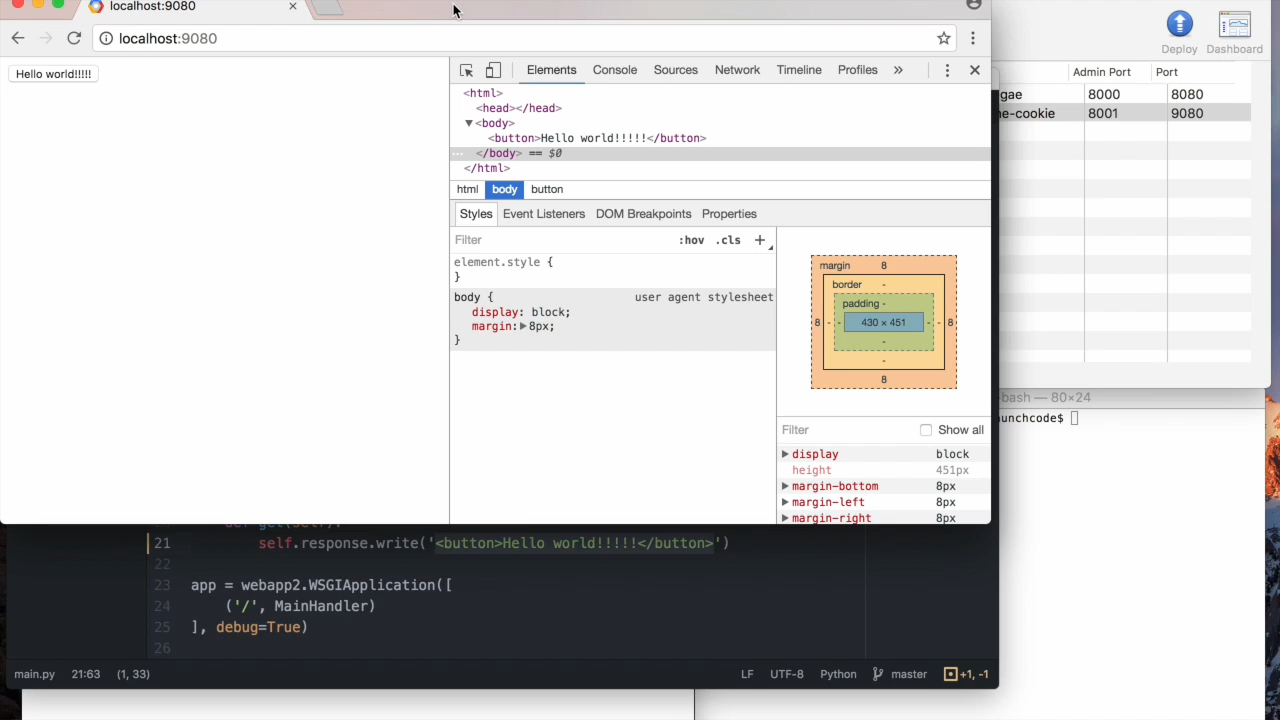 localhost:9080
localhost:9080
Hello world!!!!!
Elements Console Sources Network Timeline Profiles »
<html>
<head></head>
<body>
<button>Hello world!!!!!</button>
</body> == $0
</html>
html body button
Styles Event Listeners DOM Breakpoints Properties
Filter :hov .cls +
element.style {
}
body { user agent stylesheet
display: block;
margin: 8px;
}
margin 8
border -
padding -
8 - - 430 × 451 - - 8
-
-
8
Filter Show all
display block
height 451px
margin-bottom 8px
margin-left 8px
margin-right 8px
Deploy Dashboard
Admin Port Port
gae 8000 8080
ne-cookie 8001 9080
bash — 80×24
unchcode$
def get(self):
21 self.response.write('<button>Hello world!!!!!</button>')
22
23 app = webapp2.WSGIApplication([
24 ('/', MainHandler)
25 ], debug=True)
26
main.py 21:63 (1, 33) LF UTF-8 Python master +1, -1